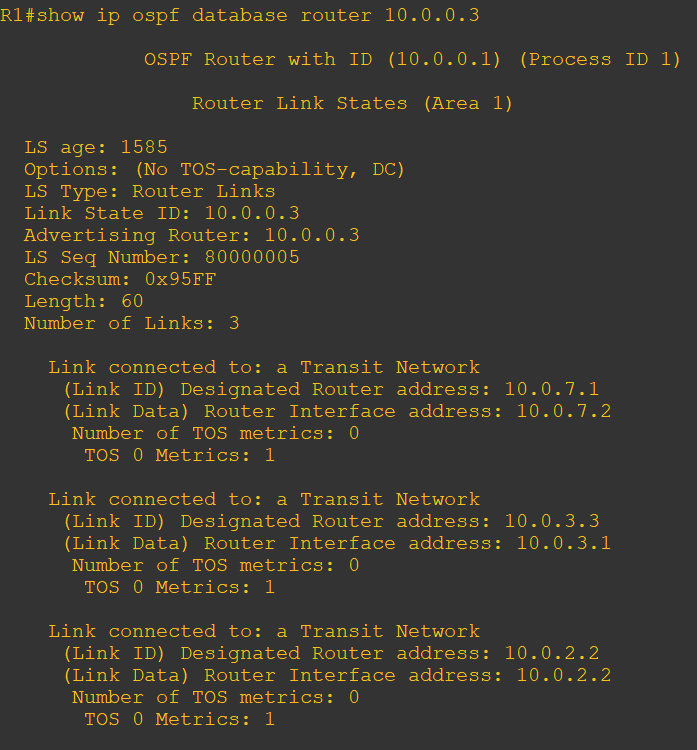 R1#show ip ospf database router 10.0.0.3
OSPF Router with ID (10.0.0.1) (Process ID 1)
Router Link States (Area 1)
LS age: 1585
Options: (No TOS-capability, DC)
LS Type: Router Links
Link State ID: 10.0.0.3
Advertising Router: 10.0.0.3
LS Seq Number: 80000005
Checksum: 0x95FF
Length: 60
Number of Links: 3
Link connected to: a Transit Network
(Link ID) Designated Router address: 10.0.7.1
(Link Data) Router Interface address: 10.0.7.2
Number of TOS metrics: 0
TOS 0 Metrics: 1
Link connected to: a Transit Network
(Link ID) Designated Router address: 10.0.3.3
(Link Data) Router Interface address: 10.0.3.1
Number of TOS metrics: 0
TOS 0 Metrics: 1
Link connected to: a Transit Network
(Link ID) Designated Router address: 10.0.2.2
(Link Data) Router Interface address: 10.0.2.2
Number of TOS metrics: 0
TOS 0 Metrics: 1